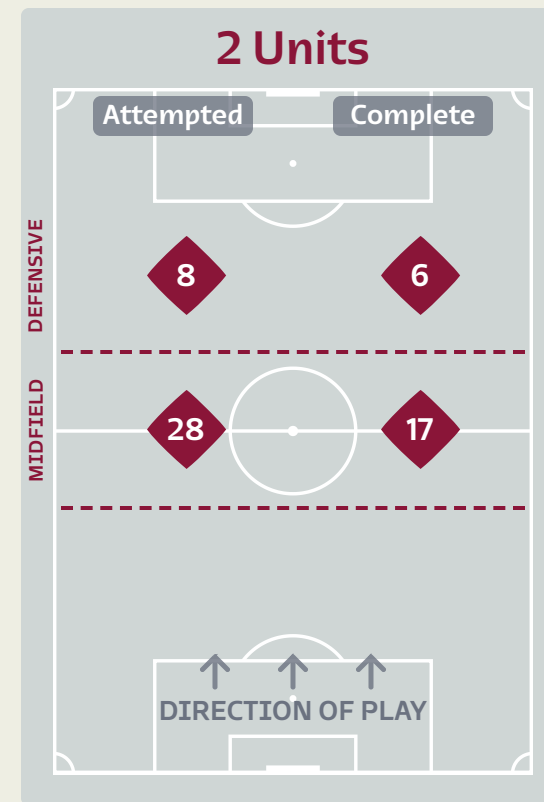 2 Units
Attempted
Complete
DEFENSIVE
8
6
MIDFIELD
28
17
DIRECTION OF PLAY